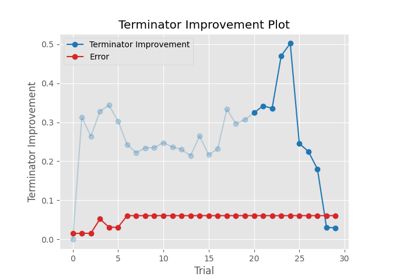 Terminator Improvement Plot
Terminator Improvement
Error
Terminator Improvement
0.5
0.4
0.3
0.2
0.1
0.0
0
5
10
15
20
25
30
Trial